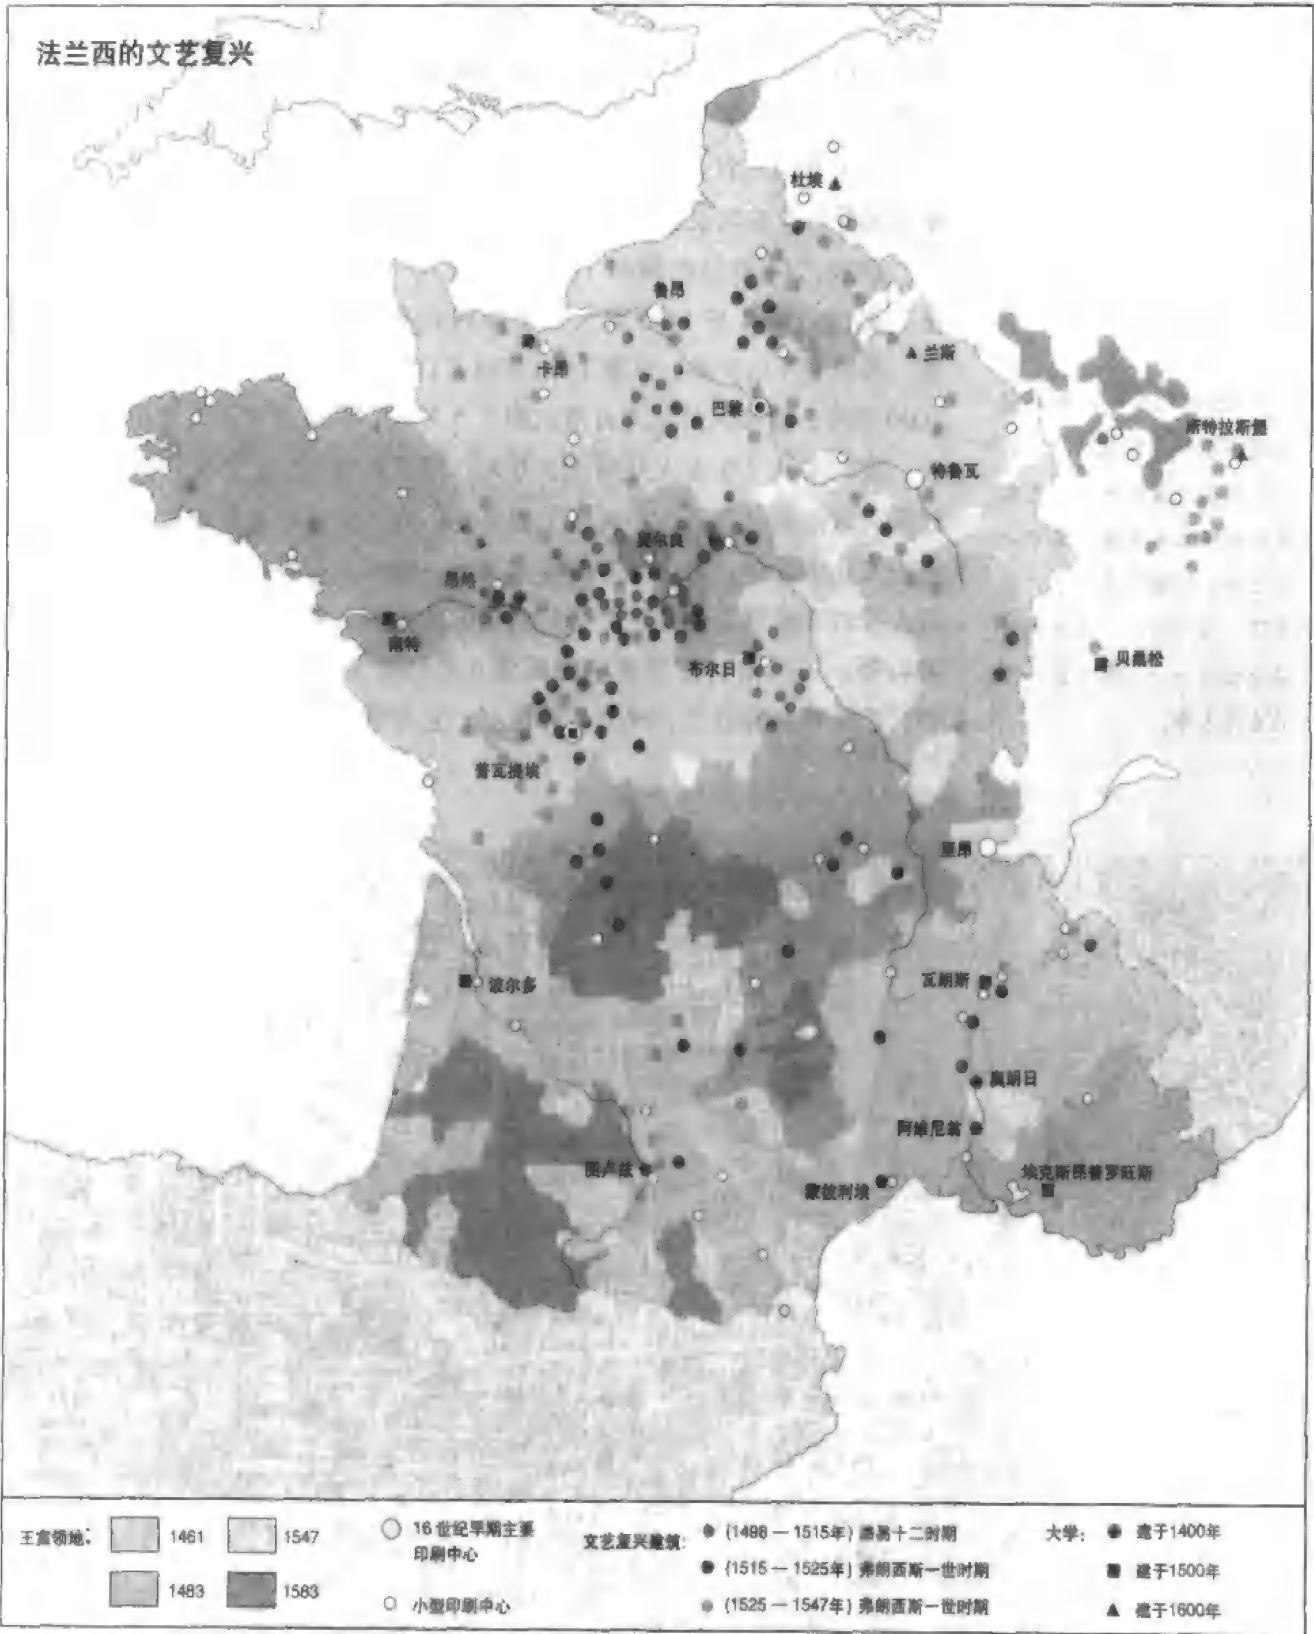 法兰西的文艺复兴
杜埃
鲁昂
兰斯
卡昂
巴黎
斯特拉斯堡
特鲁瓦
奥尔良
昂热
南特
布尔日
贝桑松
普瓦提埃
里昂
波尔多
瓦朗斯
奥朗日
阿维尼翁
图卢兹
蒙彼利埃
埃克斯昂普罗旺斯
王室领地：
1461
1547
1483
1583
16世纪早期主要
印刷中心
小型印刷中心
文艺复兴建筑：
(1498 — 1515年) 路易十二时期
(1515 — 1525年) 弗朗西斯一世时期
(1525 — 1547年) 弗朗西斯一世时期
大学：
建于1400年
建于1500年
建于1600年